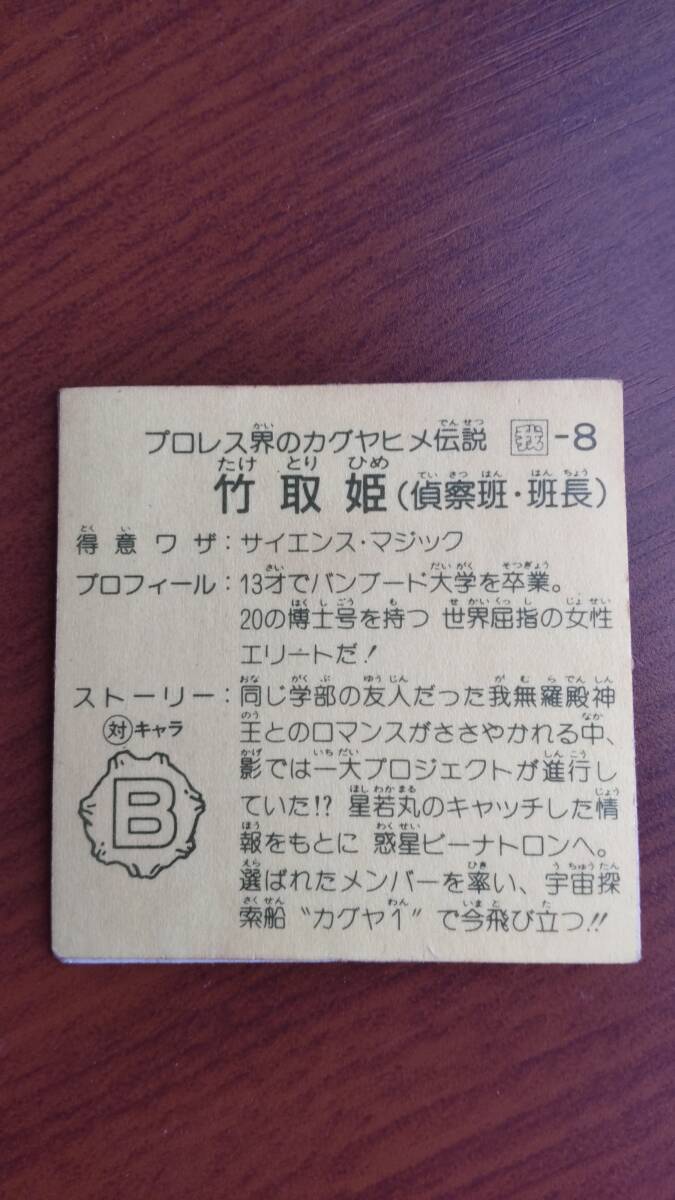 プロレス界のカグヤヒメ伝説 -8
竹取姫(偵察班・班長)
得意ワザ:サイエンス・マジック
プロフィール:13才でバンブード大学を卒業。
20の博士号を持つ 世界屈指の女性
エリートだ!
ストーリー:同じ学部の友人だった我無羅殿神
王とのロマンスがささやかれる中、
影では一大プロジェクトが進行し
ていた!? 星若丸のキャッチした情
報をもとに 惑星ビーナトロンへ。
選ばれたメンバーを率い、宇宙探
索船“カグヤ1”で今飛び立つ!!
対キャラ
B